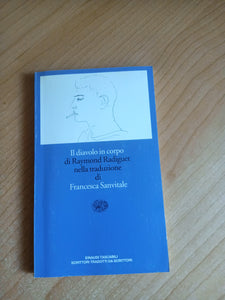 Il diavolo in corpo
di Raymond Radiguet
nella traduzione
di
Francesca Sanvitale
EINAUDI TASCABILI
SCRITTORI TRADOTTI DA SCRITTORI